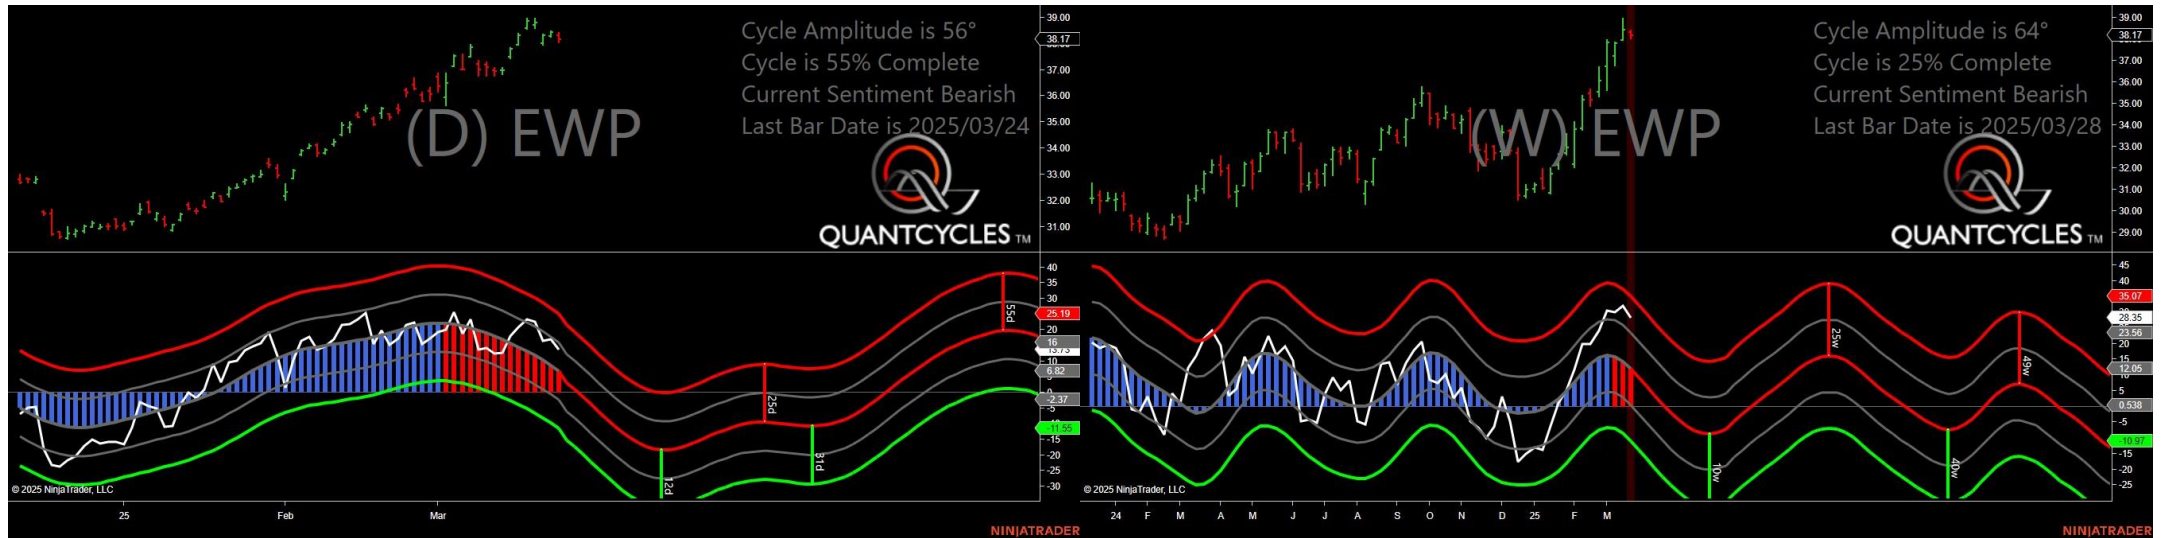 Cycle Amplitude is 56°
Cycle is 55% Complete
Current Sentiment Bearish
Last Bar Date is 2025/03/24
(D) EWP
QUANTCYCLES TM
39.00
38.17
37.00
36.00
35.00
34.00
33.00
32.00
31.00
40
35
30
25.19
20
16
10
6.82
-2.37
-5
-11.55
-15
-20
-25
-30
12d
25d
31d
55d
© 2025 NinjaTrader, LLC
25 Feb Mar
NINJATRADER
Cycle Amplitude is 64°
Cycle is 25% Complete
Current Sentiment Bearish
Last Bar Date is 2025/03/28
(W) EWP
QUANTCYCLES TM
39.00
38.17
37.00
36.00
35.00
34.00
33.00
32.00
31.00
30.00
29.00
45
40
35.07
28.35
23.56
20
15
12.05
5
0.538
-5
-10.97
-15
-20
-25
10w
25w
40w
49w
© 2025 NinjaTrader, LLC
24 F M A M J J A S O N D 25 F M
NINJATRADER